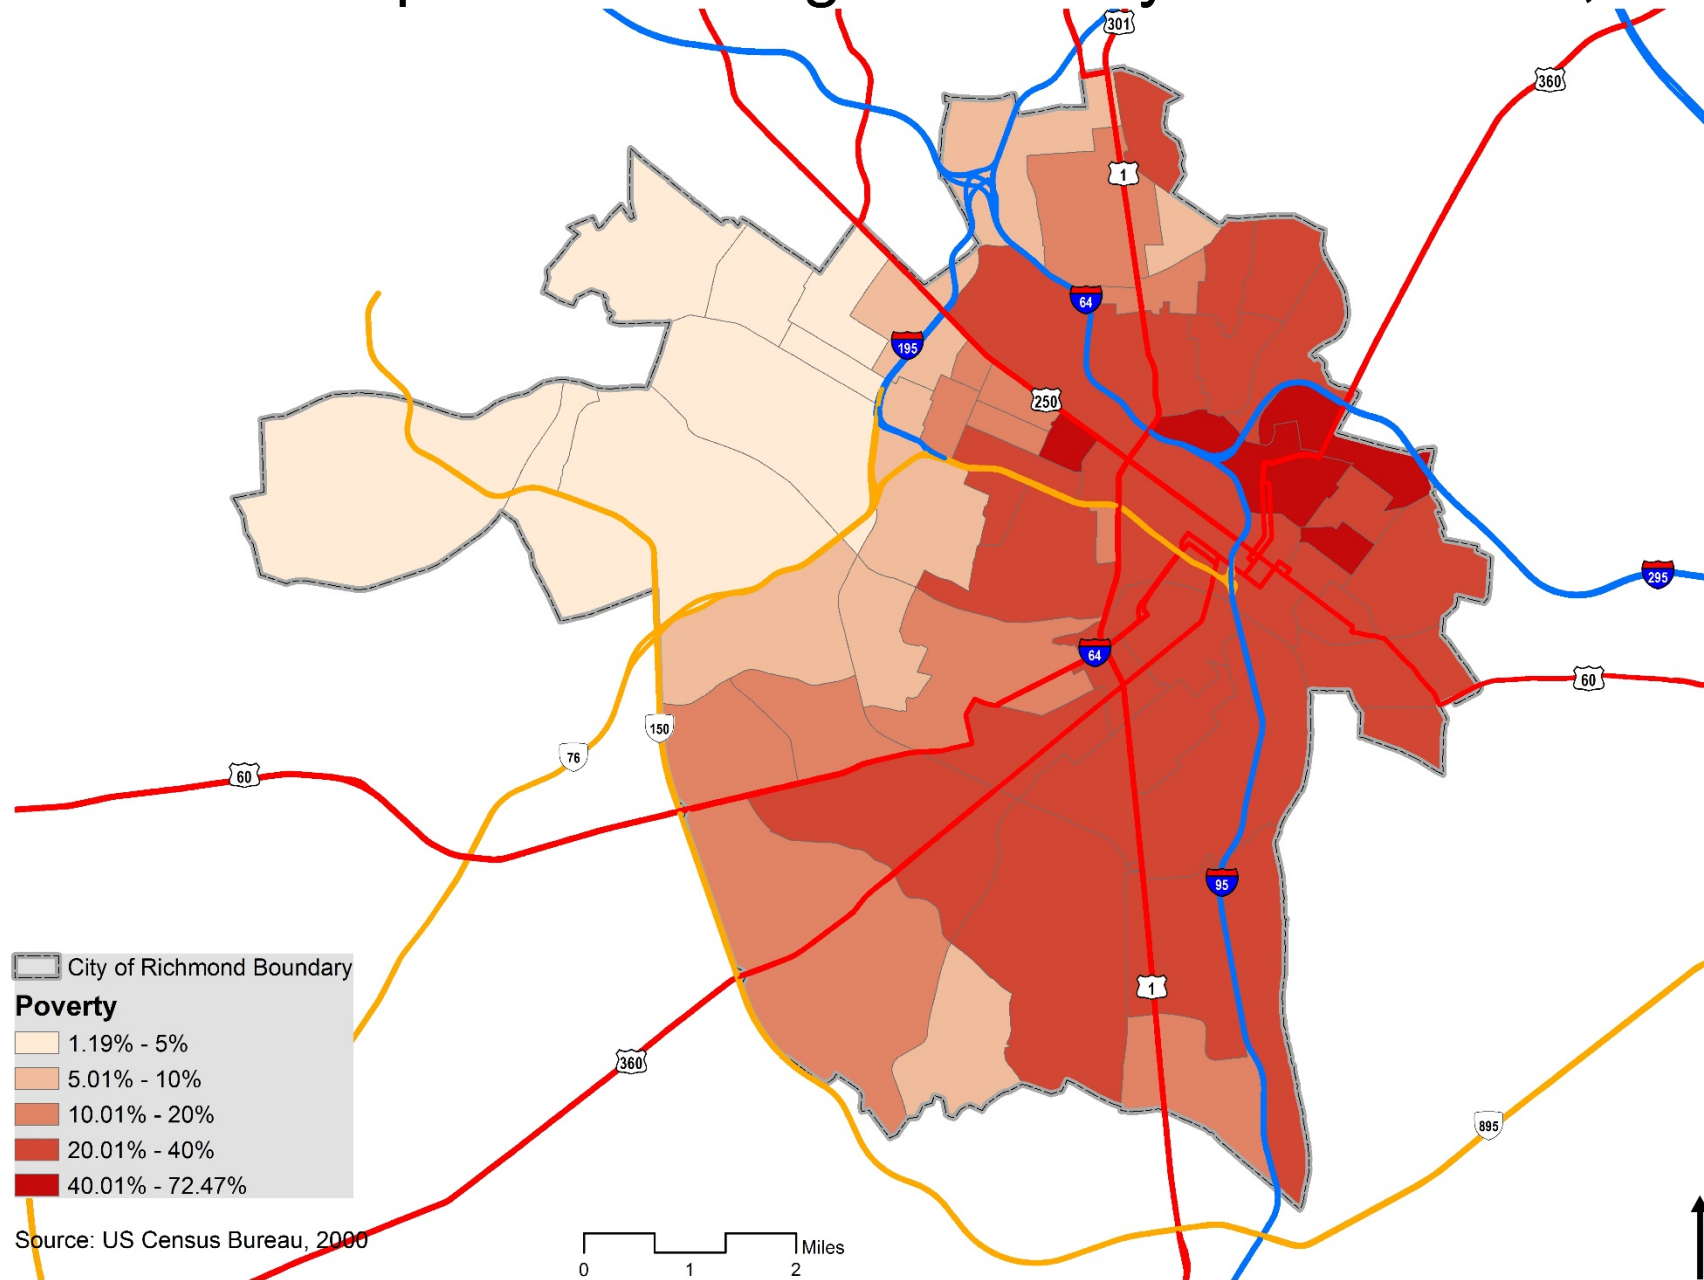 301
360
1
64
195
250
295
64
60
150
76
60
95
1
360
895
City of Richmond Boundary
Poverty
1.19% - 5%
5.01% - 10%
10.01% - 20%
20.01% - 40%
40.01% - 72.47%
Source: US Census Bureau, 2000
Miles
0 1 2